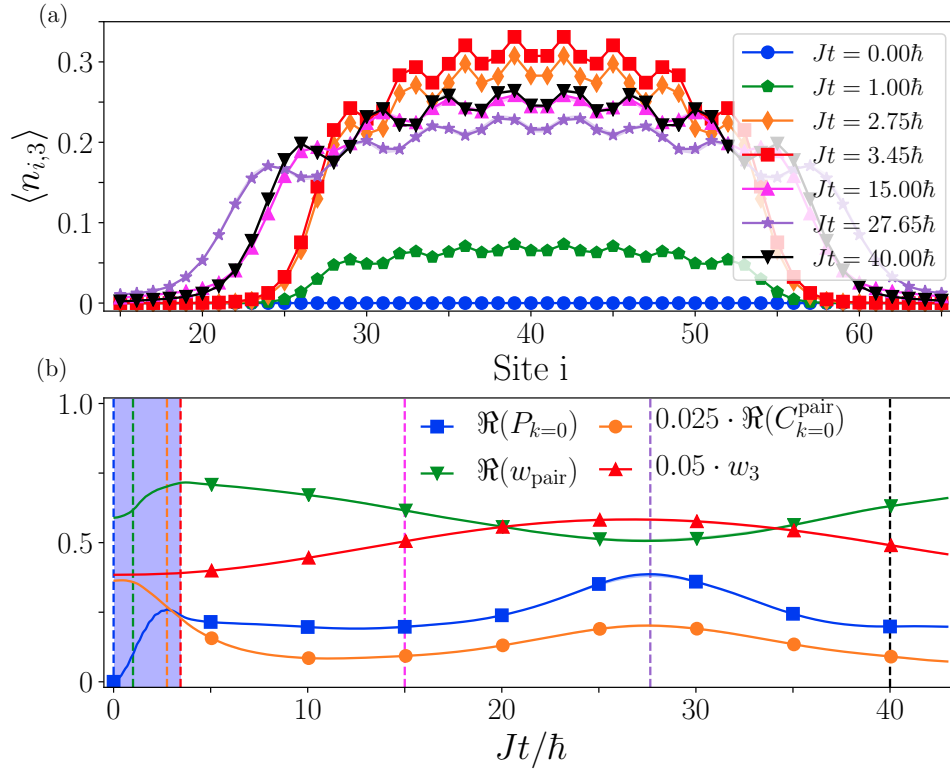 (a)
⟨n_{i,3}⟩
0.3
0.2
0.1
0
20
30
40
50
60
Site i
Jt = 0.00ℏ
Jt = 1.00ℏ
Jt = 2.75ℏ
Jt = 3.45ℏ
Jt = 15.00ℏ
Jt = 27.65ℏ
Jt = 40.00ℏ
(b)
1.0
0.5
0
0
10
20
30
40
Jt/ℏ
ℜ(P_{k=0})
ℜ(w_{pair})
0.025 · ℜ(C^{pair}_{k=0})
0.05 · w_3